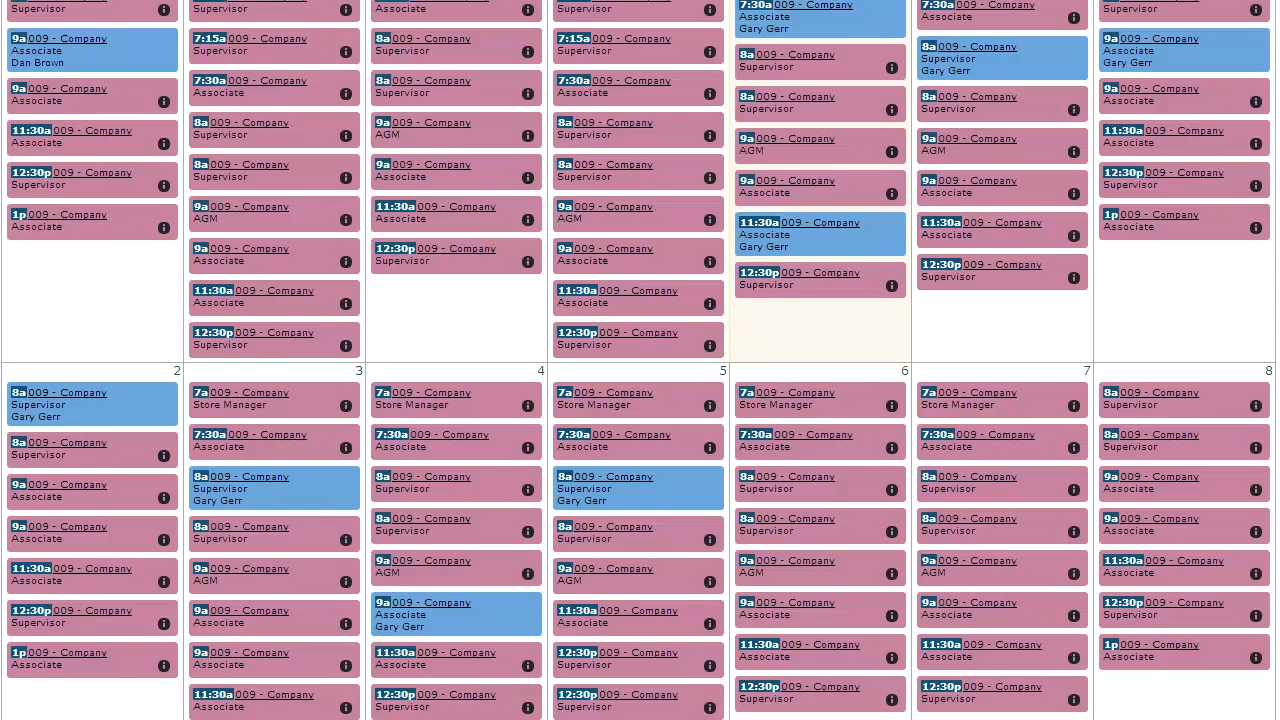 Supervisor
9a 009 - Company
Associate
Dan Brown
9a 009 - Company
Associate
11:30a 009 - Company
Associate
12:30p 009 - Company
Supervisor
1p 009 - Company
Associate
Supervisor
7:15a 009 - Company
Supervisor
7:30a 009 - Company
Associate
8a 009 - Company
Supervisor
8a 009 - Company
Supervisor
9a 009 - Company
AGM
9a 009 - Company
Associate
11:30a 009 - Company
Associate
12:30p 009 - Company
Supervisor
Associate
8a 009 - Company
Supervisor
8a 009 - Company
Supervisor
9a 009 - Company
AGM
9a 009 - Company
Associate
11:30a 009 - Company
Associate
12:30p 009 - Company
Supervisor
Supervisor
7:15a 009 - Company
Supervisor
7:30a 009 - Company
Associate
8a 009 - Company
Supervisor
8a 009 - Company
Supervisor
9a 009 - Company
AGM
9a 009 - Company
Associate
11:30a 009 - Company
Associate
12:30p 009 - Company
Supervisor
7:30a 009 - Company
Associate
Gary Gerr
8a 009 - Company
Supervisor
8a 009 - Company
Supervisor
9a 009 - Company
AGM
9a 009 - Company
Associate
11:30a 009 - Company
Associate
Gary Gerr
12:30p 009 - Company
Supervisor
7:30a 009 - Company
Associate
8a 009 - Company
Supervisor
Gary Gerr
8a 009 - Company
Supervisor
9a 009 - Company
AGM
9a 009 - Company
Associate
11:30a 009 - Company
Associate
12:30p 009 - Company
Supervisor
Supervisor
9a 009 - Company
Associate
Gary Gerr
9a 009 - Company
Associate
11:30a 009 - Company
Associate
12:30p 009 - Company
Supervisor
1p 009 - Company
Associate
2
8a 009 - Company
Supervisor
Gary Gerr
8a 009 - Company
Supervisor
9a 009 - Company
Associate
9a 009 - Company
Associate
11:30a 009 - Company
Associate
12:30p 009 - Company
Supervisor
1p 009 - Company
Associate
3
7a 009 - Company
Store Manager
7:30a 009 - Company
Associate
8a 009 - Company
Supervisor
Gary Gerr
8a 009 - Company
Supervisor
9a 009 - Company
AGM
9a 009 - Company
Associate
9a 009 - Company
Associate
11:30a 009 - Company
Associate
4
7a 009 - Company
Store Manager
7:30a 009 - Company
Associate
8a 009 - Company
Supervisor
8a 009 - Company
Supervisor
9a 009 - Company
AGM
9a 009 - Company
Associate
Gary Gerr
11:30a 009 - Company
Associate
12:30p 009 - Company
Supervisor
5
7a 009 - Company
Store Manager
7:30a 009 - Company
Associate
8a 009 - Company
Supervisor
Gary Gerr
8a 009 - Company
Supervisor
9a 009 - Company
AGM
11:30a 009 - Company
Associate
12:30p 009 - Company
Supervisor
12:30p 009 - Company
Supervisor
6
7a 009 - Company
Store Manager
7:30a 009 - Company
Associate
8a 009 - Company
Supervisor
8a 009 - Company
Supervisor
9a 009 - Company
AGM
9a 009 - Company
Associate
11:30a 009 - Company
Associate
12:30p 009 - Company
Supervisor
7
7a 009 - Company
Store Manager
7:30a 009 - Company
Associate
8a 009 - Company
Supervisor
8a 009 - Company
Supervisor
9a 009 - Company
AGM
9a 009 - Company
Associate
11:30a 009 - Company
Associate
12:30p 009 - Company
Supervisor
8
8a 009 - Company
Supervisor
8a 009 - Company
Supervisor
9a 009 - Company
Associate
9a 009 - Company
Associate
11:30a 009 - Company
Associate
12:30p 009 - Company
Supervisor
1p 009 - Company
Associate